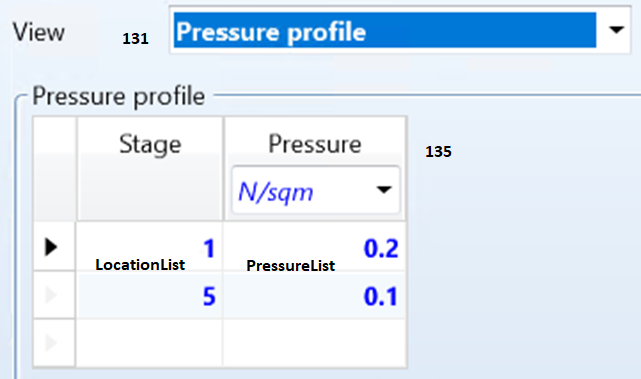 View 131 Pressure profile
Pressure profile
Stage Pressure 135
N/sqm
1 0.2
LocationList PressureList
5 0.1